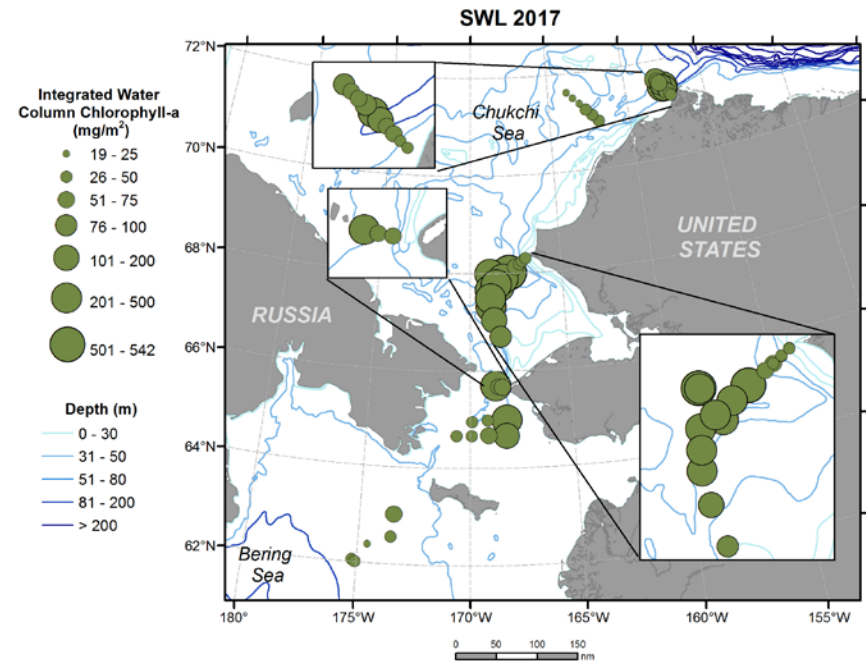 SWL 2017
Integrated Water
Column Chlorophyll-a
(mg/m²)
19 - 25
26 - 50
51 - 75
76 - 100
101 - 200
201 - 500
501 - 542
Depth (m)
0 - 30
31 - 50
51 - 80
81 - 200
> 200
72°N
70°N
68°N
66°N
64°N
62°N
Chukchi
Sea
UNITED
STATES
RUSSIA
Bering
Sea
180°
175°W
170°W
165°W
160°W
155°W
0 50 100 150
nm